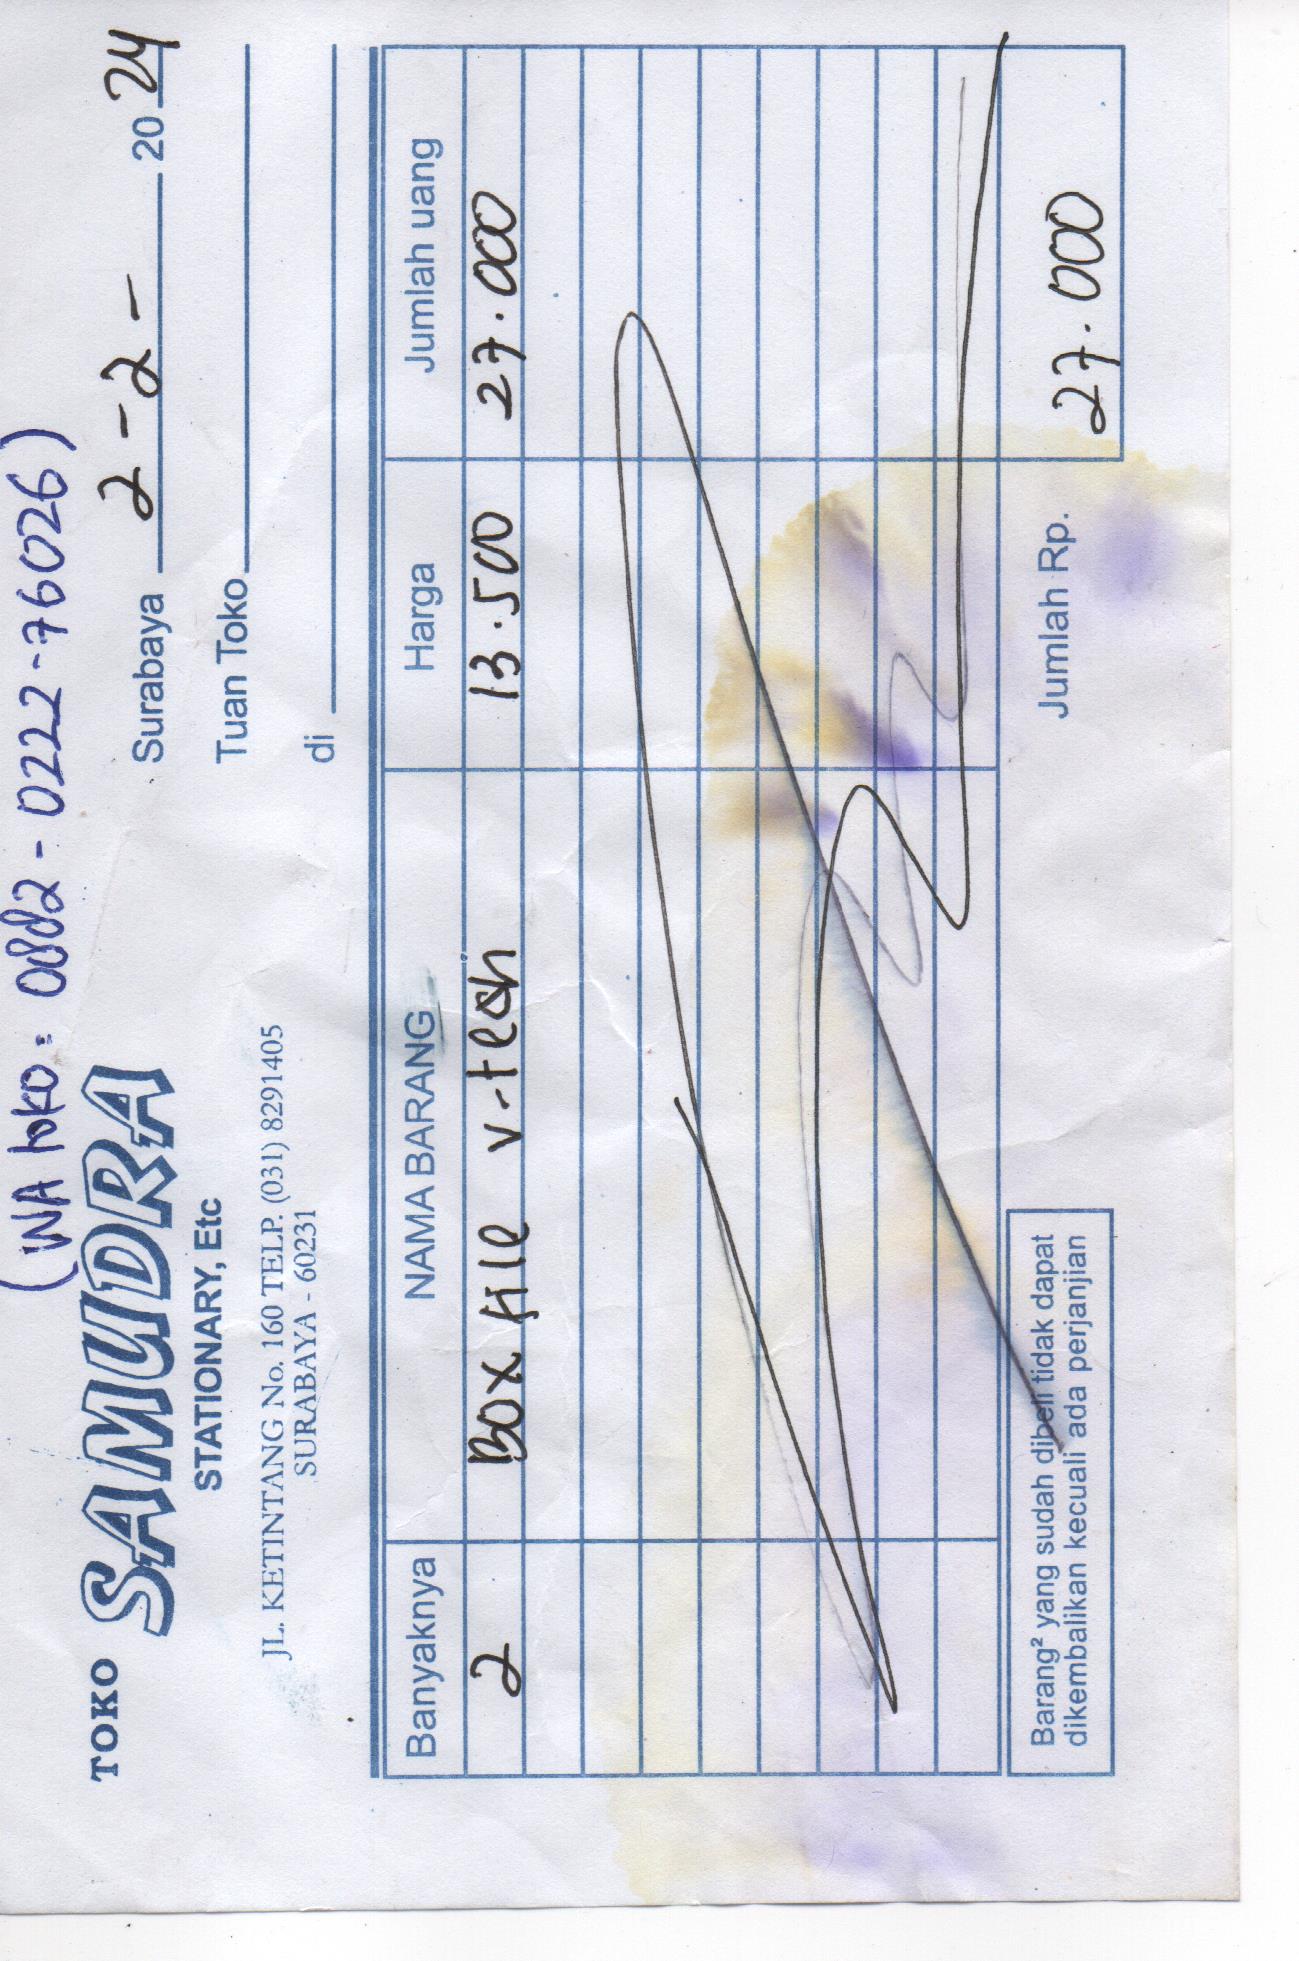 (WA toko: 0882-0222-76026)
TOKO SAMUDRA
STATIONARY, Etc
JL. KETINTANG No. 160 TELP. (031) 8291405
SURABAYA - 60231
Surabaya 2-2- 2024
Tuan Toko
di
Banyaknya NAMA BARANG Harga Jumlah uang
2 Box file v-tech 13.500 27.000
Barang² yang sudah dibeli tidak dapat
dikembalikan kecuali ada perjanjian
Jumlah Rp. 27.000